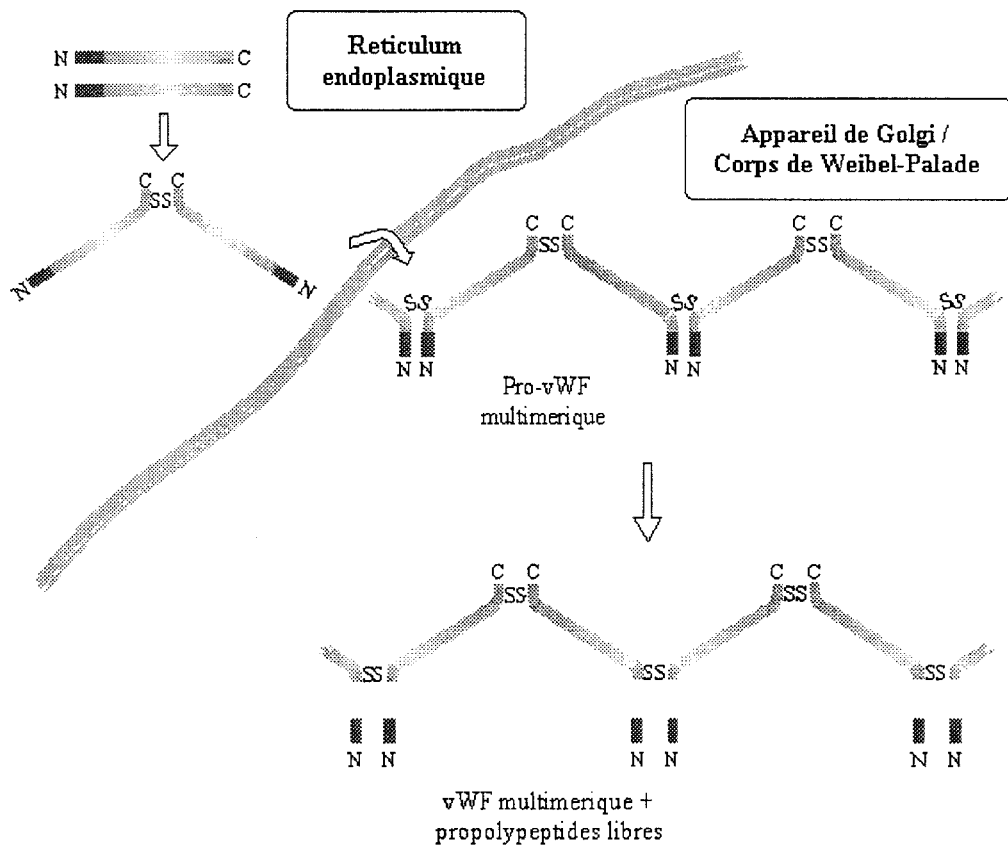 Reticulum
endoplasmique
N C
N C
Appareil de Golgi /
Corps de Weibel-Palade
C C
SS
N N
C C C C
SS SS
SS SS SS
N N N N N N
Pro-vWF
multimerique
C C C C
SS SS
SS SS SS
N N N N N N
vWF multimerique +
propolypeptides libres